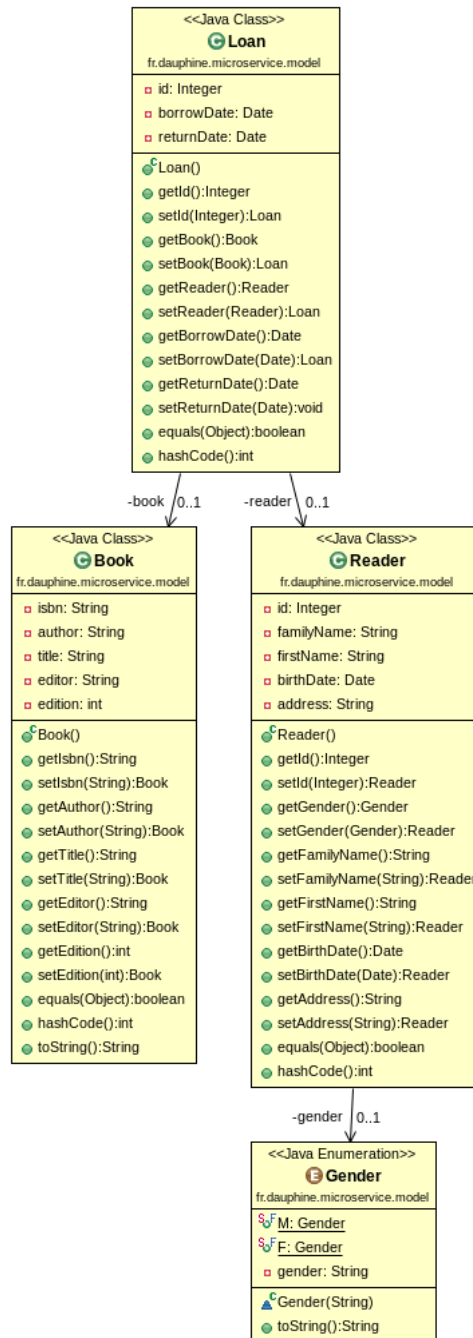 <<Java Class>>
Loan
fr.dauphine.microservice.model
id: Integer
borrowDate: Date
returnDate: Date
Loan()
getId():Integer
setId(Integer):Loan
getBook():Book
setBook(Book):Loan
getReader():Reader
setReader(Reader):Loan
getBorrowDate():Date
setBorrowDate(Date):Loan
getReturnDate():Date
setReturnDate(Date):void
equals(Object):boolean
hashCode():int
-book 0..1
-reader 0..1
<<Java Class>>
Book
fr.dauphine.microservice.model
isbn: String
author: String
title: String
editor: String
edition: int
Book()
getIsbn():String
setIsbn(String):Book
getAuthor():String
setAuthor(String):Book
getTitle():String
setTitle(String):Book
getEditor():String
setEditor(String):Book
getEdition():int
setEdition(int):Book
equals(Object):boolean
hashCode():int
toString():String
<<Java Class>>
Reader
fr.dauphine.microservice.model
id: Integer
familyName: String
firstName: String
birthDate: Date
address: String
Reader()
getId():Integer
setId(Integer):Reader
getGender():Gender
setGender(Gender):Reader
getFamilyName():String
setFamilyName(String):Reader
getFirstName():String
setFirstName(String):Reader
getBirthDate():Date
setBirthDate(Date):Reader
getAddress():String
setAddress(String):Reader
equals(Object):boolean
hashCode():int
-gender 0..1
<<Java Enumeration>>
Gender
fr.dauphine.microservice.model
M: Gender
F: Gender
gender: String
Gender(String)
toString():String